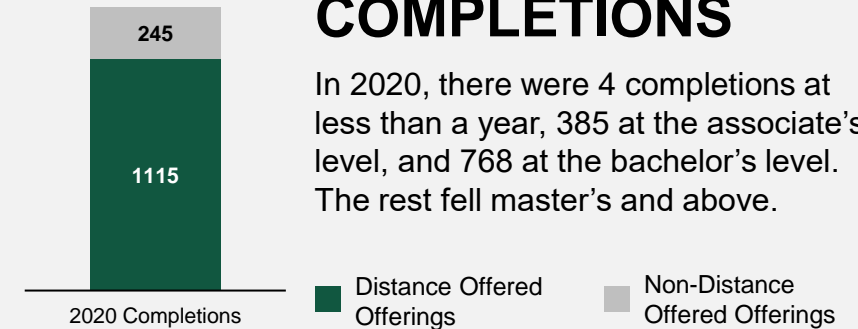 245
1115
2020 Completions
COMPLETIONS
In 2020, there were 4 completions at
less than a year, 385 at the associate's
level, and 768 at the bachelor's level.
The rest fell master's and above.
Distance Offered
Offerings
Non-Distance
Offered Offerings